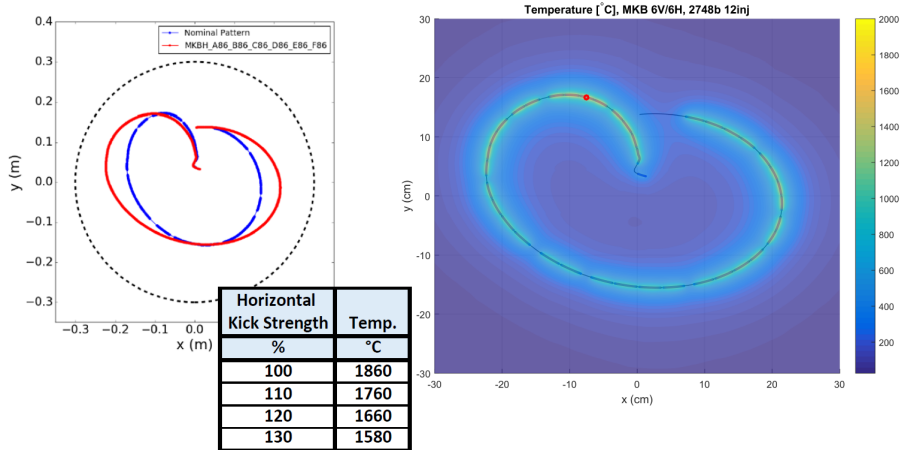 0.4
0.3
0.2
0.1
0.0
−0.1
−0.2
−0.3
y (m)
Nominal Pattern
MKBH_A86_B86_C86_D86_E86_F86
−0.3 −0.2 −0.1 0.0
x (m)
Horizontal
Kick Strength Temp.
% °C
100 1860
110 1760
120 1660
130 1580
Temperature [°C], MKB 6V/6H, 2748b 12inj
30
20
10
0
-10
-20
-30
y (cm)
-30 -20 -10 0 10 20 30
x (cm)
2000
1800
1600
1400
1200
1000
800
600
400
200